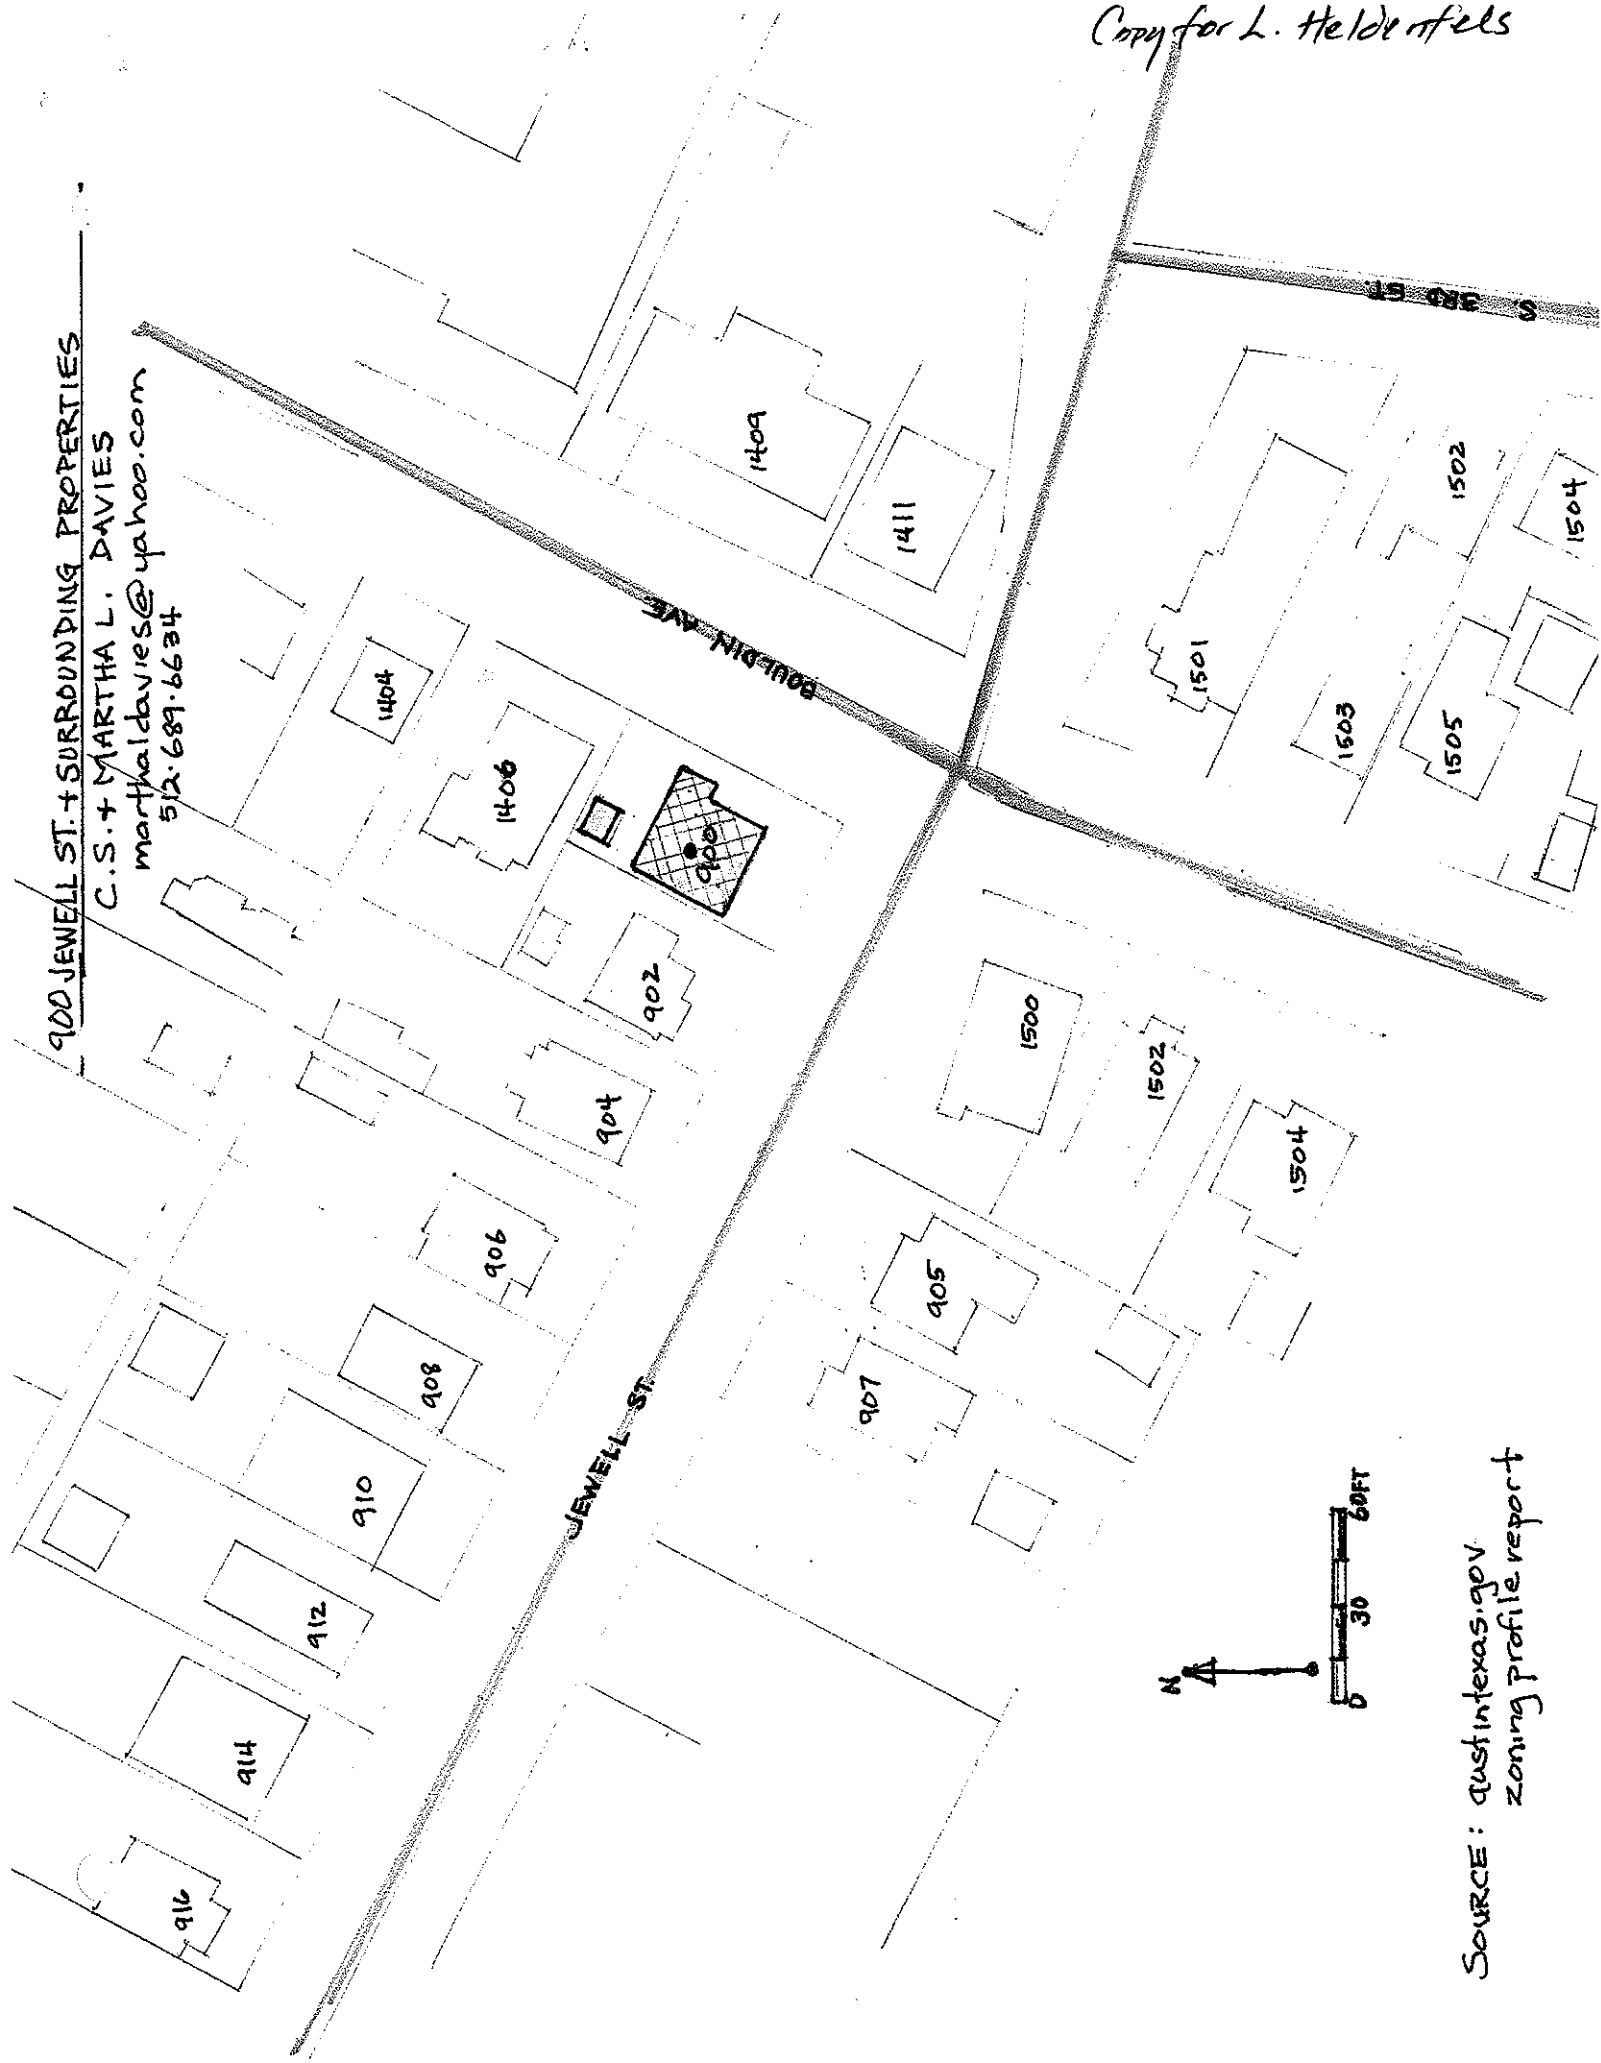 Copy for L. Heldenfels
900 JEWELL ST. + SURROUNDING PROPERTIES
C.S. + MARTHA L. DAVIES
marthaldavies@yahoo.com
512.689.6634
BOULDIN AVE.
JEWELL ST.
S. 3RD ST.
1404
1406
900
902
904
906
908
910
912
914
916
1409
1411
1501
1503
1505
1502
1504
1500
1502
1504
905
907
N
0 30 60FT
SOURCE: austintexas.gov
zoning profile report